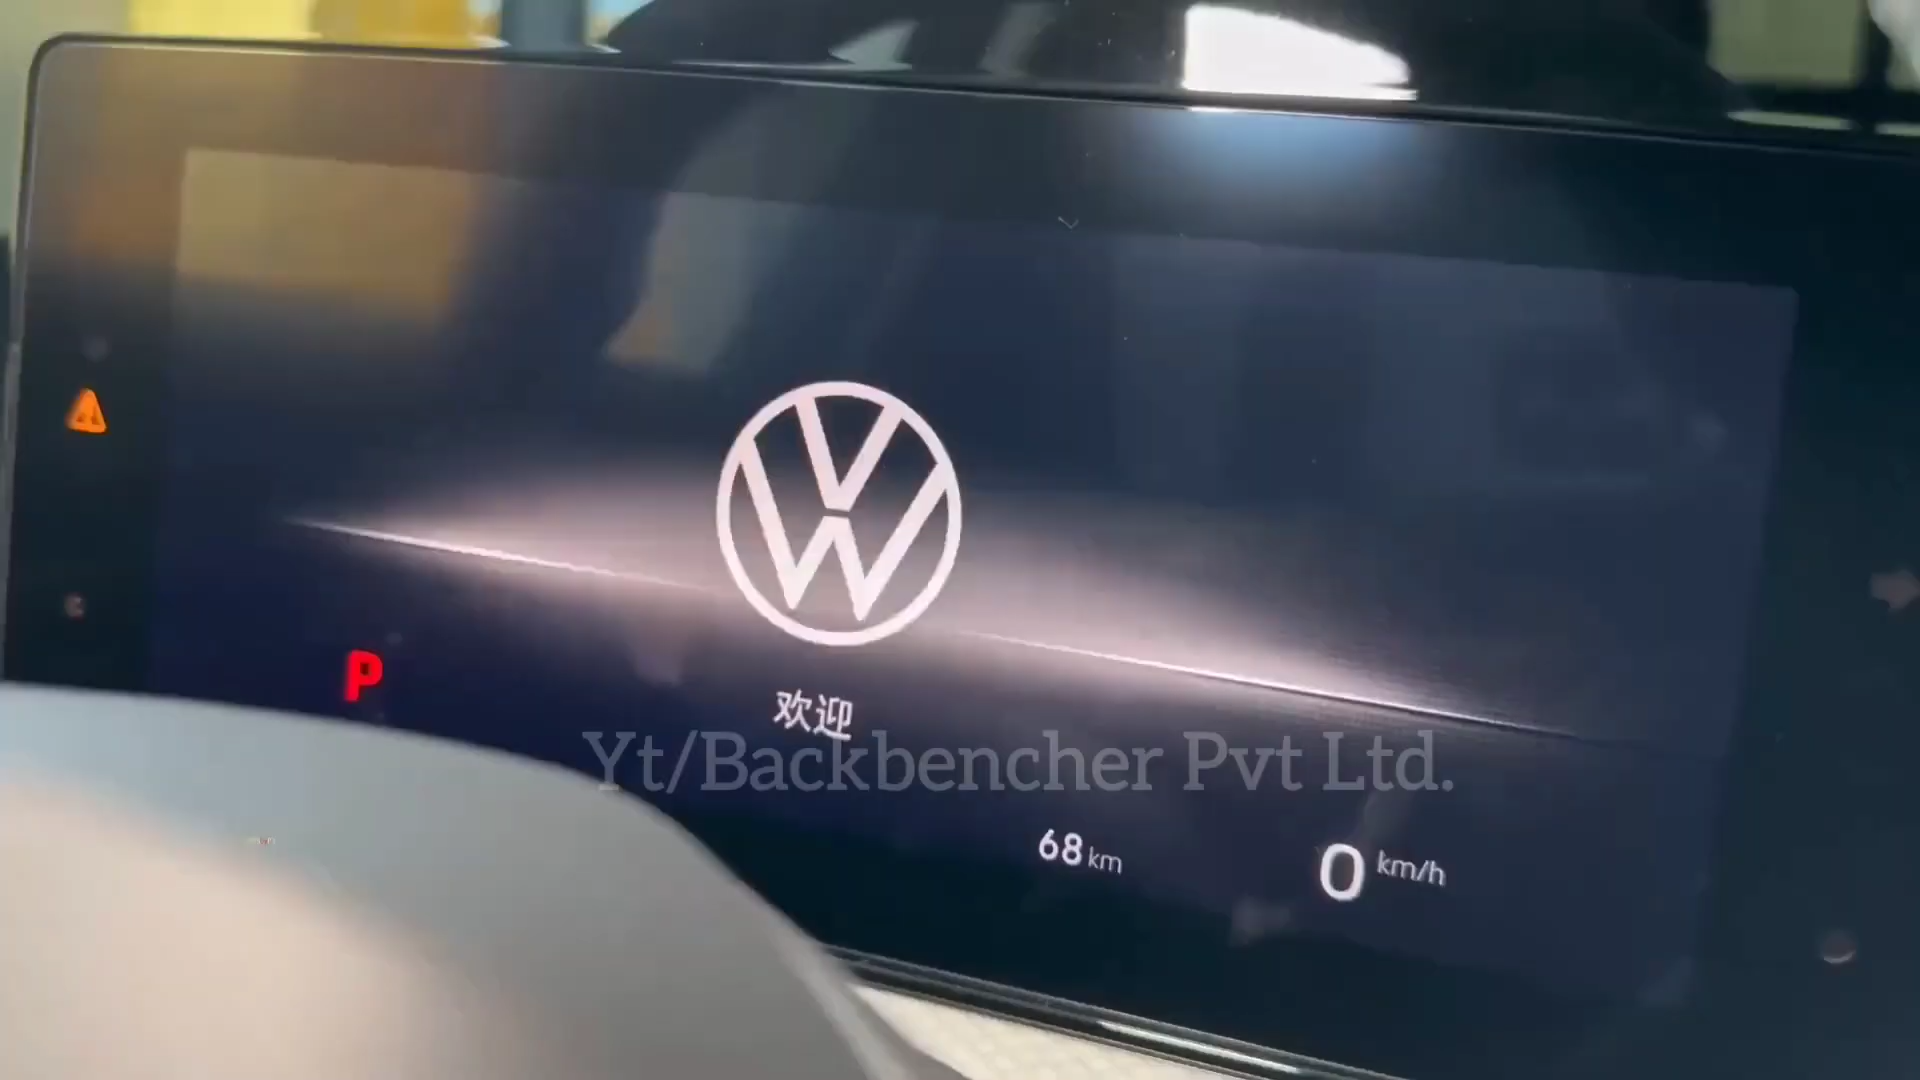 P
欢迎
Yt/Backbencher Pvt Ltd.
68 km
0 km/h